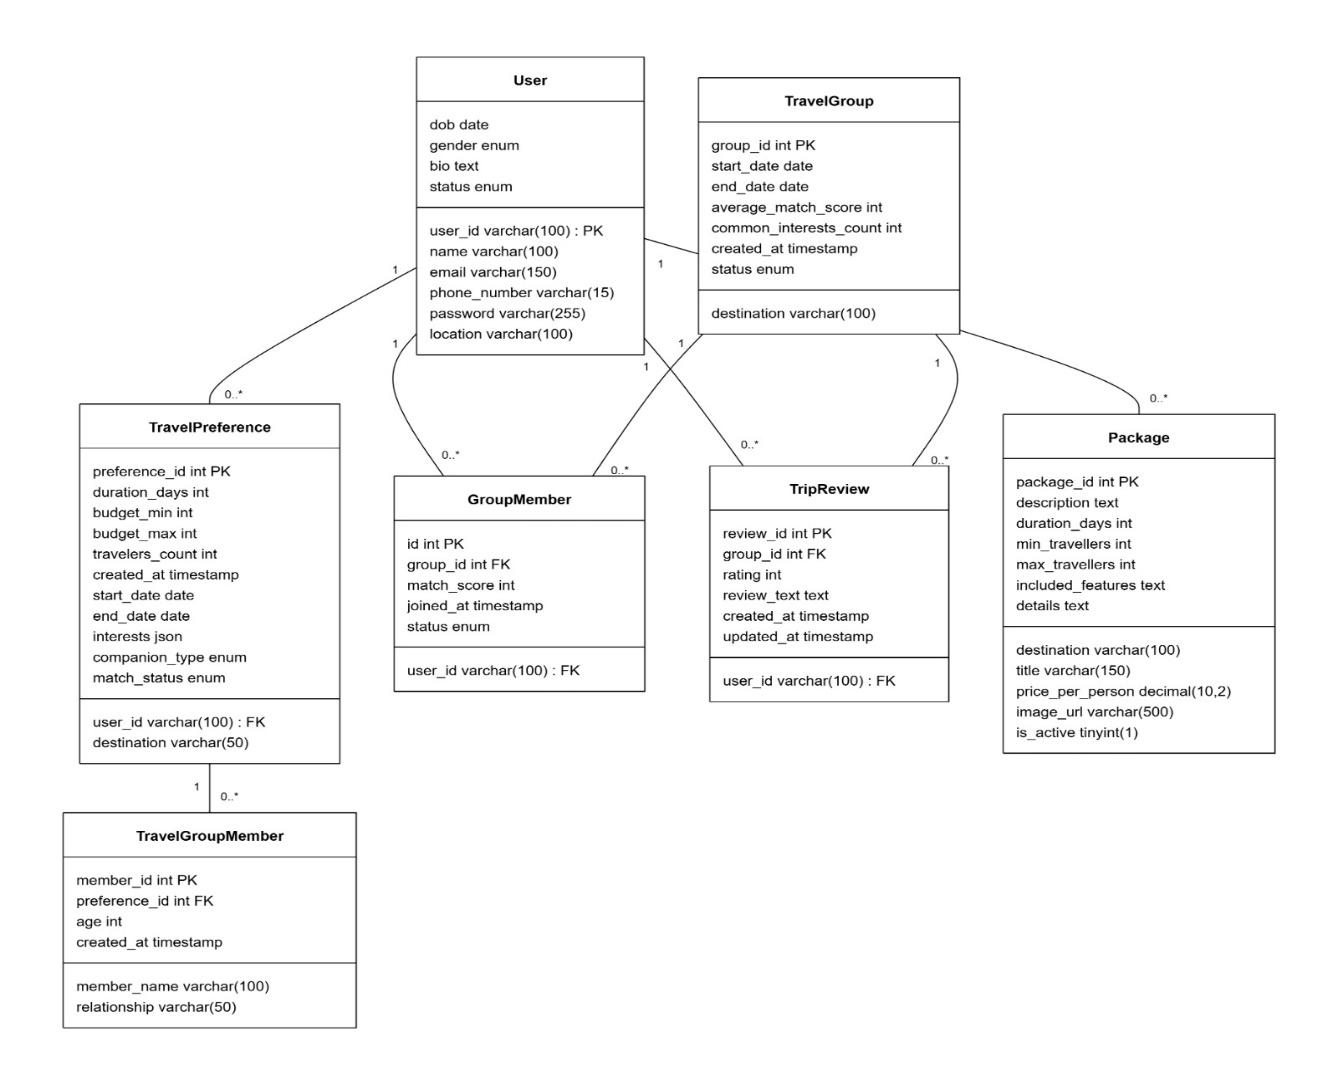 User
dob date
gender enum
bio text
status enum
user_id varchar(100) : PK
name varchar(100)
email varchar(150)
phone_number varchar(15)
password varchar(255)
location varchar(100)
TravelGroup
group_id int PK
start_date date
end_date date
average_match_score int
common_interests_count int
created_at timestamp
status enum
destination varchar(100)
1
1
1
1
1
1
0..*
0..*
0..*
0..*
0..*
0..*
TravelPreference
preference_id int PK
duration_days int
budget_min int
budget_max int
travelers_count int
created_at timestamp
start_date date
end_date date
interests json
companion_type enum
match_status enum
user_id varchar(100) : FK
destination varchar(50)
GroupMember
id int PK
group_id int FK
match_score int
joined_at timestamp
status enum
user_id varchar(100) : FK
TripReview
review_id int PK
group_id int FK
rating int
review_text text
created_at timestamp
updated_at timestamp
user_id varchar(100) : FK
Package
package_id int PK
description text
duration_days int
min_travellers int
max_travellers int
included_features text
details text
destination varchar(100)
title varchar(150)
price_per_person decimal(10,2)
image_url varchar(500)
is_active tinyint(1)
1
0..*
TravelGroupMember
member_id int PK
preference_id int FK
age int
created_at timestamp
member_name varchar(100)
relationship varchar(50)